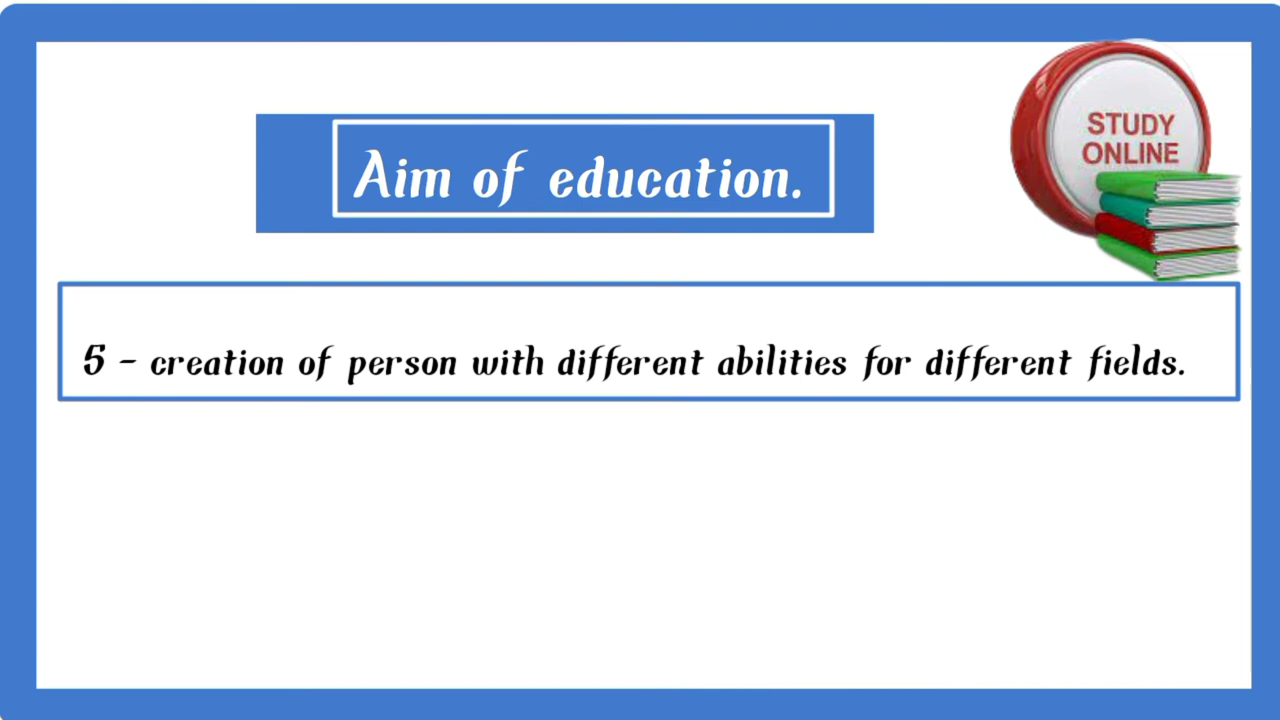 STUDY
ONLINE
Aim of education.
5 - creation of person with different abilities for different fields.